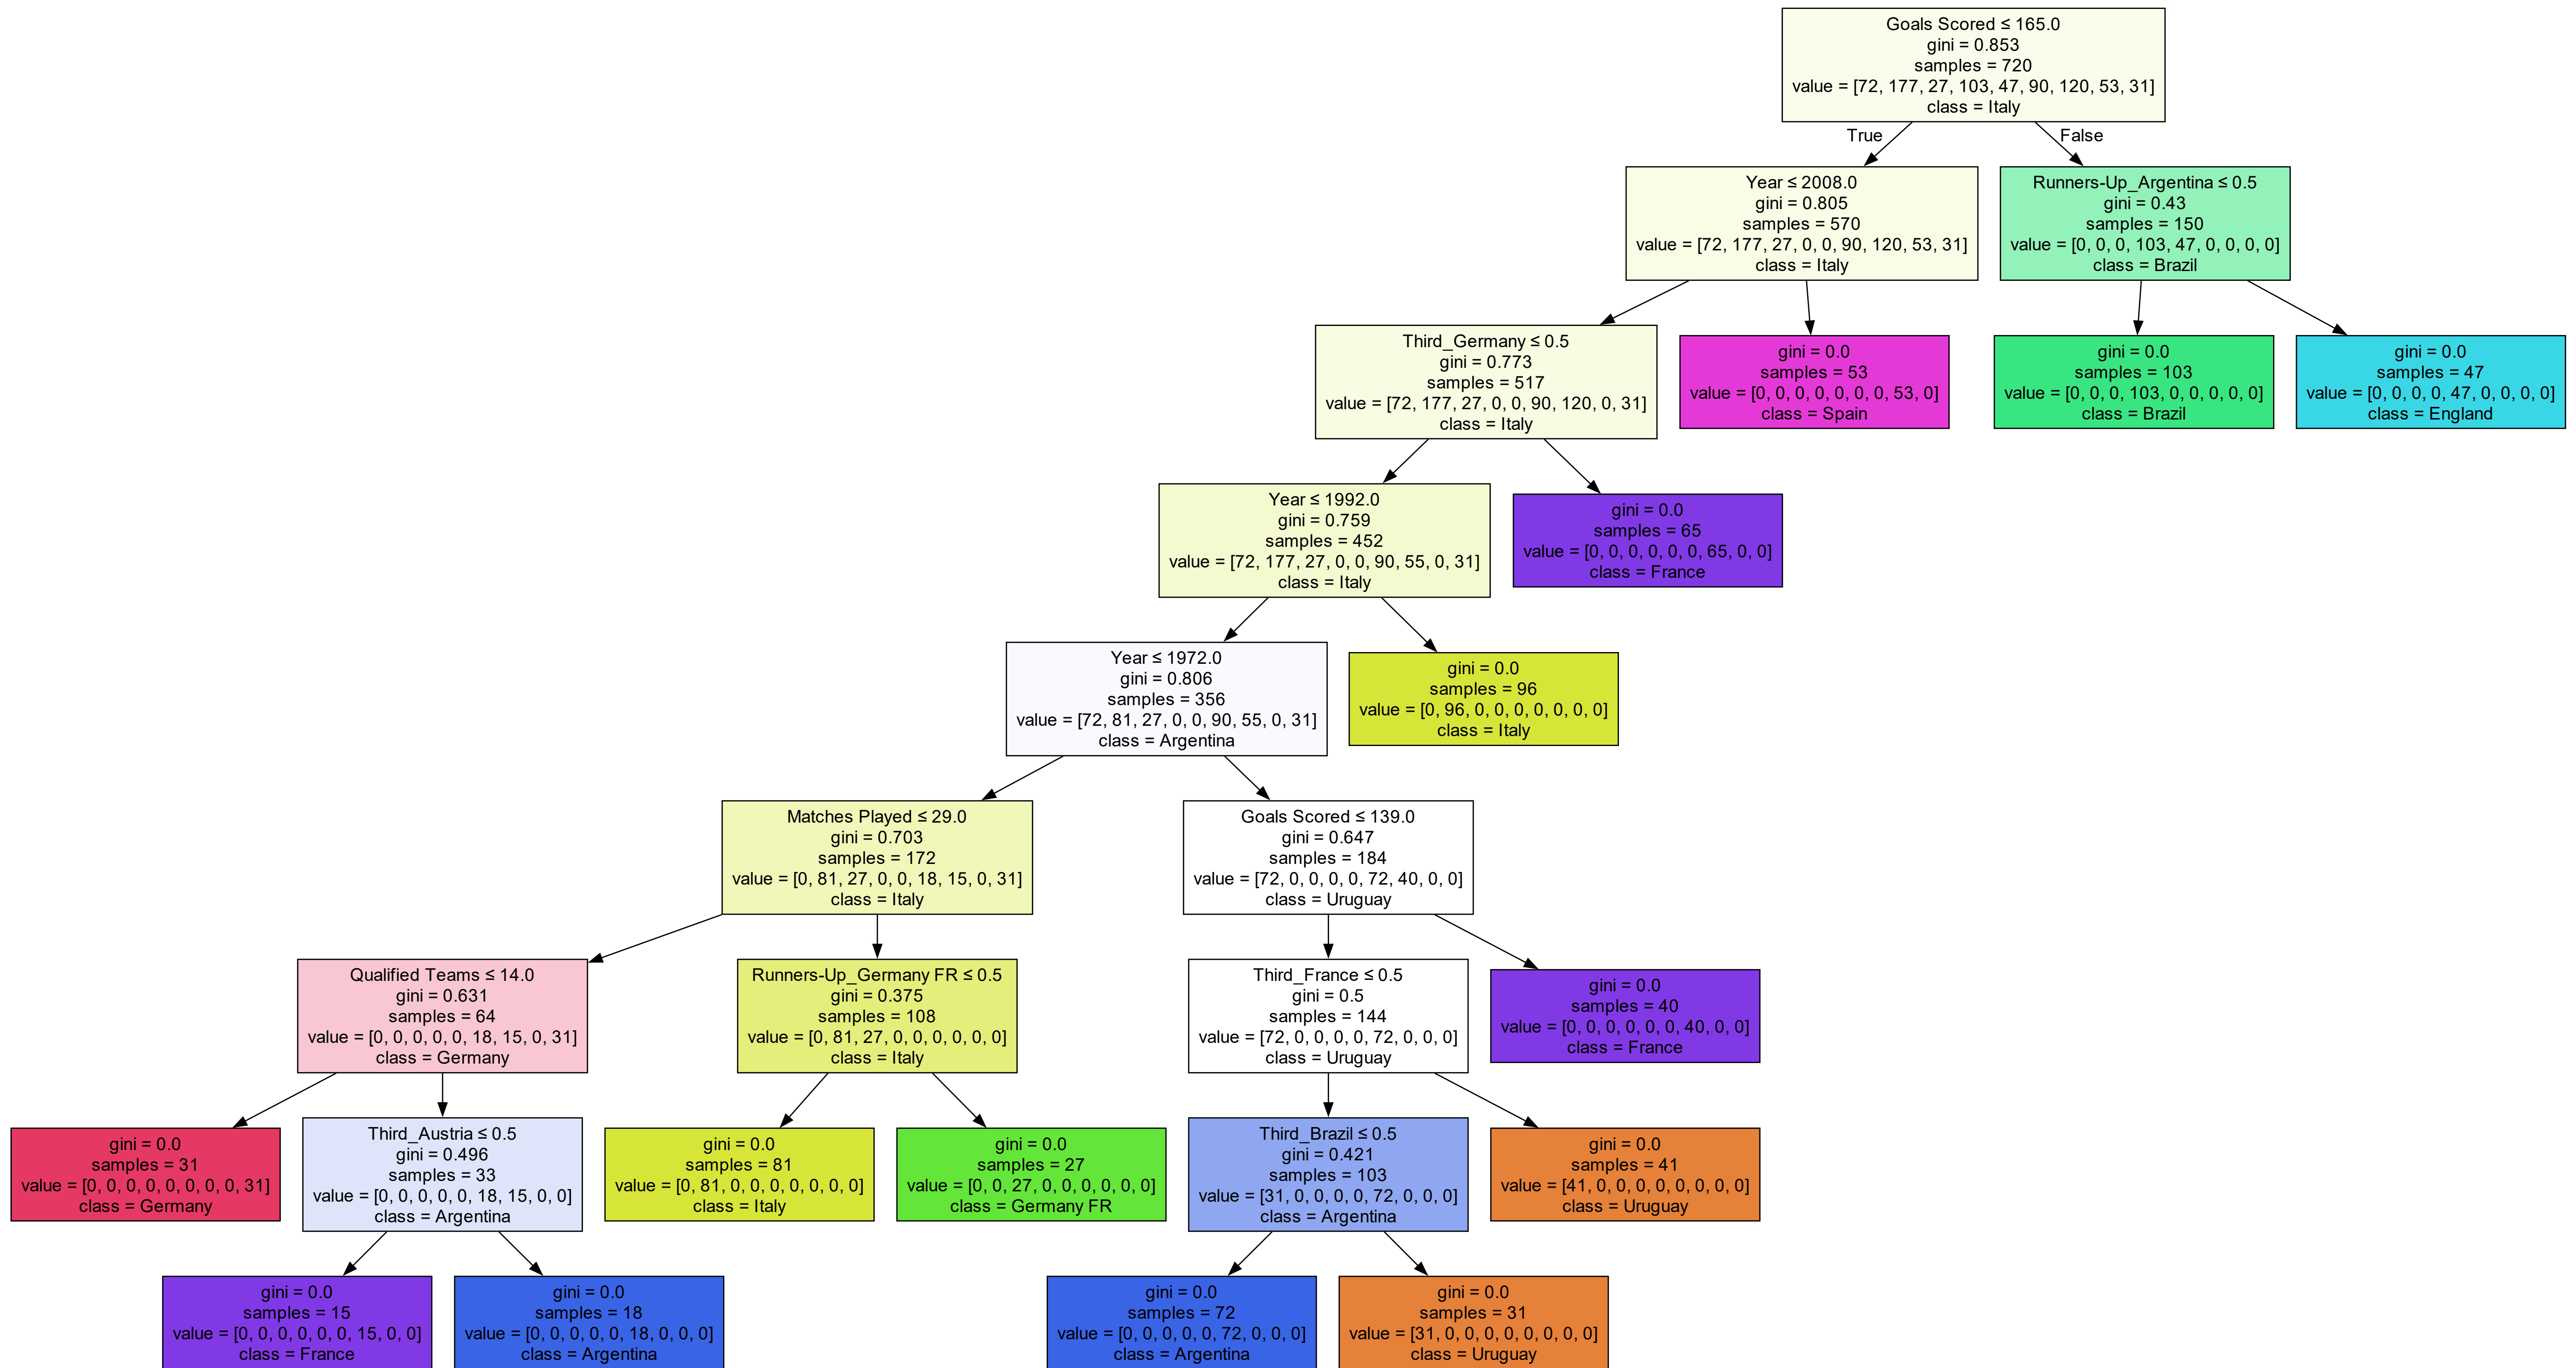 Goals Scored ≤ 165.0
gini = 0.853
samples = 720
value = [72, 177, 27, 103, 47, 90, 120, 53, 31]
class = Italy
True
False
Year ≤ 2008.0
gini = 0.805
samples = 570
value = [72, 177, 27, 0, 0, 90, 120, 53, 31]
class = Italy
Runners-Up_Argentina ≤ 0.5
gini = 0.43
samples = 150
value = [0, 0, 0, 103, 47, 0, 0, 0, 0]
class = Brazil
Third_Germany ≤ 0.5
gini = 0.773
samples = 517
value = [72, 177, 27, 0, 0, 90, 120, 0, 31]
class = Italy
gini = 0.0
samples = 53
value = [0, 0, 0, 0, 0, 0, 0, 53, 0]
class = Spain
gini = 0.0
samples = 103
value = [0, 0, 0, 103, 0, 0, 0, 0, 0]
class = Brazil
gini = 0.0
samples = 47
value = [0, 0, 0, 0, 47, 0, 0, 0, 0]
class = England
Year ≤ 1992.0
gini = 0.759
samples = 452
value = [72, 177, 27, 0, 0, 90, 55, 0, 31]
class = Italy
gini = 0.0
samples = 65
value = [0, 0, 0, 0, 0, 0, 65, 0, 0]
class = France
Year ≤ 1972.0
gini = 0.806
samples = 356
value = [72, 81, 27, 0, 0, 90, 55, 0, 31]
class = Argentina
gini = 0.0
samples = 96
value = [0, 96, 0, 0, 0, 0, 0, 0, 0]
class = Italy
Matches Played ≤ 29.0
gini = 0.703
samples = 172
value = [0, 81, 27, 0, 0, 18, 15, 0, 31]
class = Italy
Goals Scored ≤ 139.0
gini = 0.647
samples = 184
value = [72, 0, 0, 0, 0, 72, 40, 0, 0]
class = Uruguay
Qualified Teams ≤ 14.0
gini = 0.631
samples = 64
value = [0, 0, 0, 0, 0, 18, 15, 0, 31]
class = Germany
Runners-Up_Germany FR ≤ 0.5
gini = 0.375
samples = 108
value = [0, 81, 27, 0, 0, 0, 0, 0, 0]
class = Italy
Third_France ≤ 0.5
gini = 0.5
samples = 144
value = [72, 0, 0, 0, 0, 72, 0, 0, 0]
class = Uruguay
gini = 0.0
samples = 40
value = [0, 0, 0, 0, 0, 0, 40, 0, 0]
class = France
gini = 0.0
samples = 31
value = [0, 0, 0, 0, 0, 0, 0, 0, 31]
class = Germany
Third_Austria ≤ 0.5
gini = 0.496
samples = 33
value = [0, 0, 0, 0, 0, 18, 15, 0, 0]
class = Argentina
gini = 0.0
samples = 81
value = [0, 81, 0, 0, 0, 0, 0, 0, 0]
class = Italy
gini = 0.0
samples = 27
value = [0, 0, 27, 0, 0, 0, 0, 0, 0]
class = Germany FR
Third_Brazil ≤ 0.5
gini = 0.421
samples = 103
value = [31, 0, 0, 0, 0, 72, 0, 0, 0]
class = Argentina
gini = 0.0
samples = 41
value = [41, 0, 0, 0, 0, 0, 0, 0, 0]
class = Uruguay
gini = 0.0
samples = 15
value = [0, 0, 0, 0, 0, 0, 15, 0, 0]
class = France
gini = 0.0
samples = 18
value = [0, 0, 0, 0, 0, 18, 0, 0, 0]
class = Argentina
gini = 0.0
samples = 72
value = [0, 0, 0, 0, 0, 72, 0, 0, 0]
class = Argentina
gini = 0.0
samples = 31
value = [31, 0, 0, 0, 0, 0, 0, 0, 0]
class = Uruguay